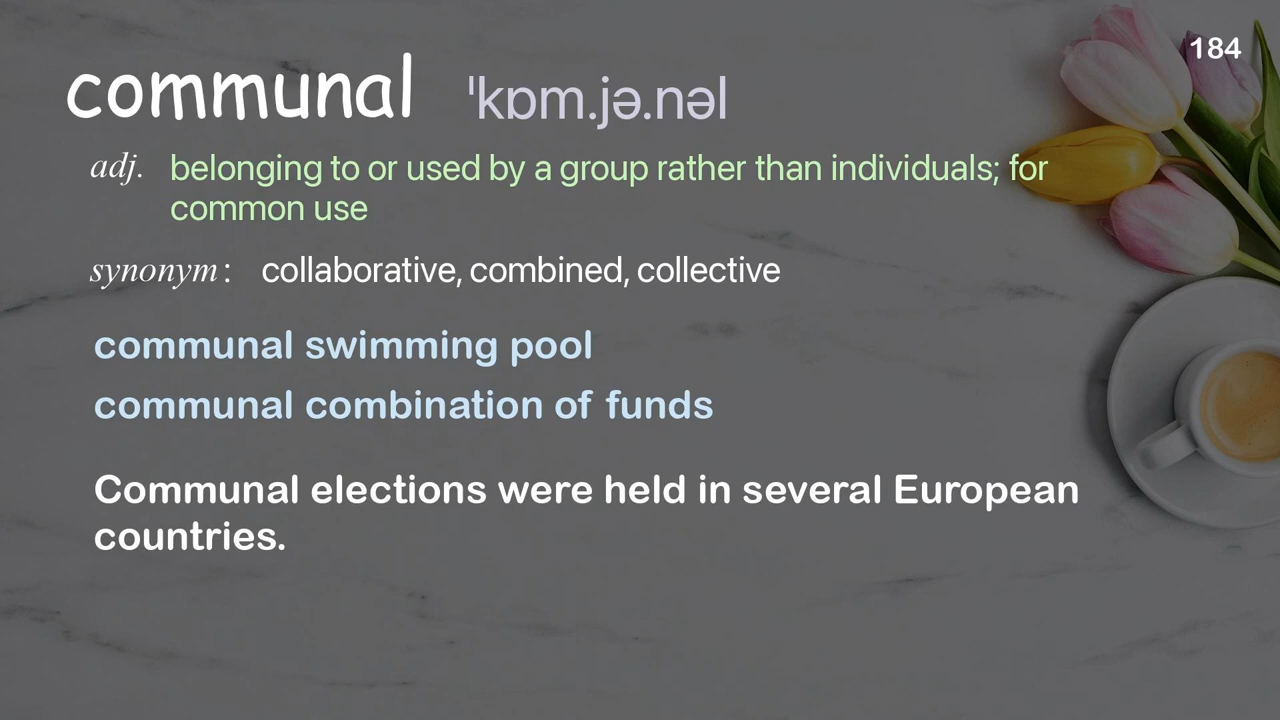 184
communal ˈkɒm.jə.nəl
adj. belonging to or used by a group rather than individuals; for
common use
synonym: collaborative, combined, collective
communal swimming pool
communal combination of funds
Communal elections were held in several European
countries.